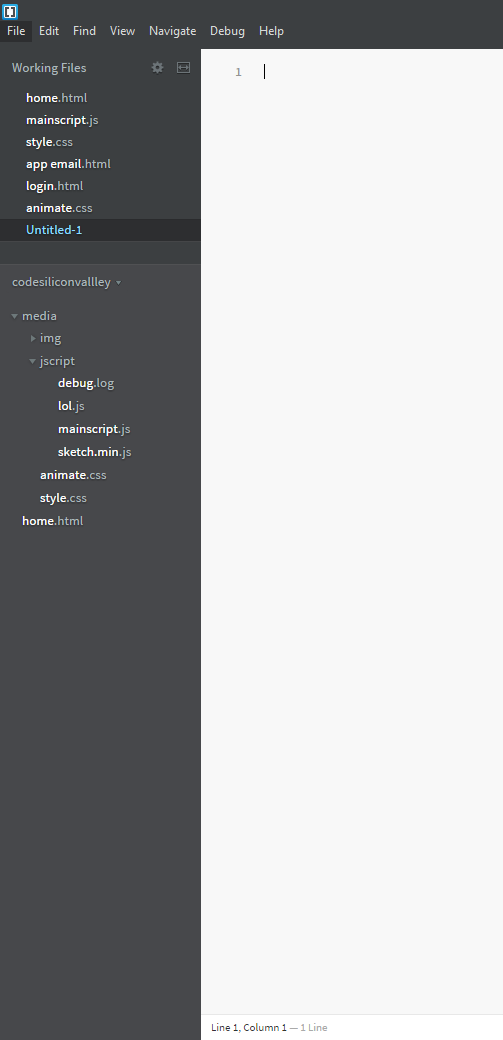 File Edit Find View Navigate Debug Help
Working Files
home.html
mainscript.js
style.css
app email.html
login.html
animate.css
Untitled-1
codesiliconvallley
media
img
jscript
debug.log
lol.js
mainscript.js
sketch.min.js
animate.css
style.css
home.html
1
Line 1, Column 1 — 1 Line